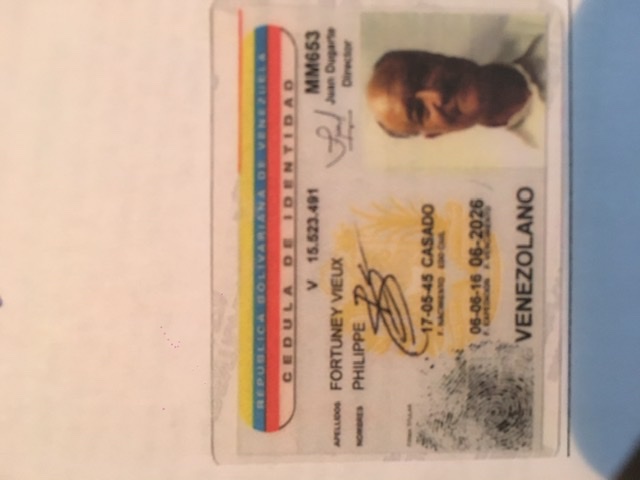 REPUBLICA BOLIVARIANA DE VENEZUELA
CEDULA DE IDENTIDAD
V 15.523.491
MM653
Juan Dugarte
Director
APELLIDOS FORTUNEY VIEUX
NOMBRES PHILIPPE
FIRMA TITULAR
17-05-45 CASADO
F. NACIMIENTO EDO CIVIL
06-06-16 06-2026
F. EXPEDICION F. VENCIMIENTO
VENEZOLANO